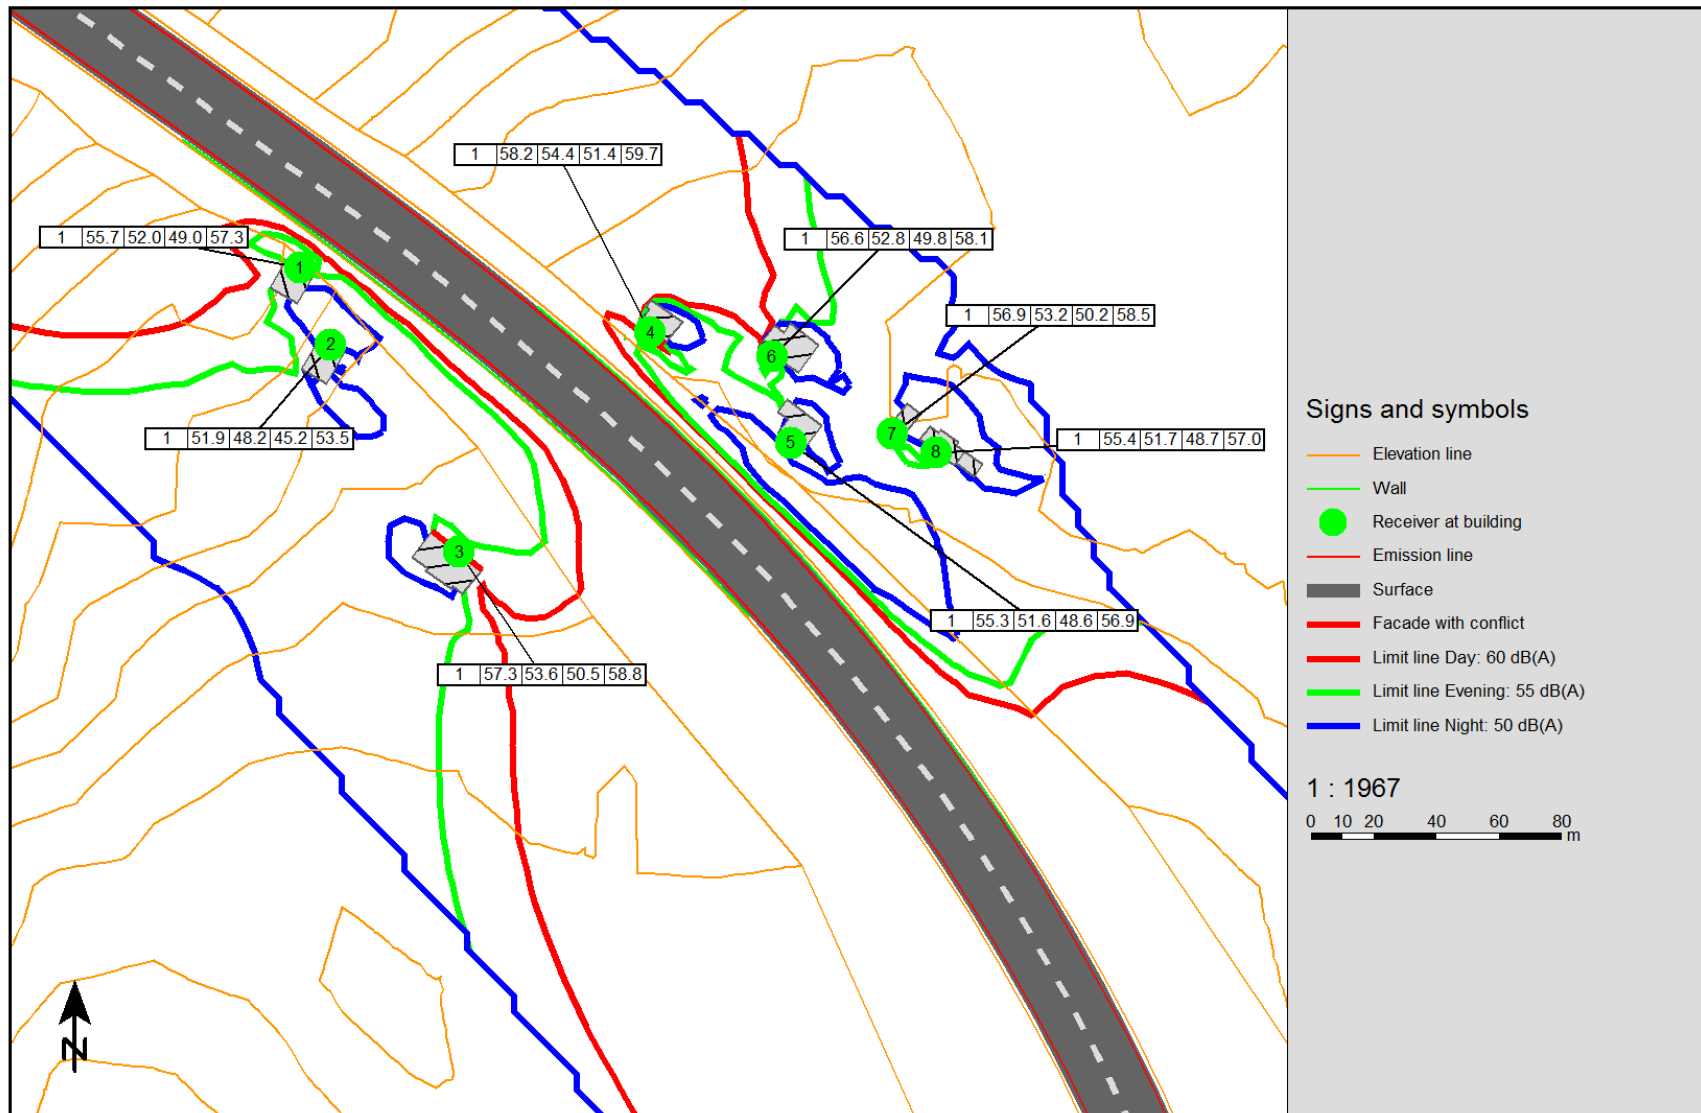 1 58.2 54.4 51.4 59.7
1 55.7 52.0 49.0 57.3
1 56.6 52.8 49.8 58.1
1 56.9 53.2 50.2 58.5
1 51.9 48.2 45.2 53.5
1 55.4 51.7 48.7 57.0
1 55.3 51.6 48.6 56.9
1 57.3 53.6 50.5 58.8
1
2
3
4
5
6
7
8
N
Signs and symbols
Elevation line
Wall
Receiver at building
Emission line
Surface
Facade with conflict
Limit line Day: 60 dB(A)
Limit line Evening: 55 dB(A)
Limit line Night: 50 dB(A)
1 : 1967
0 10 20 40 60 80
m